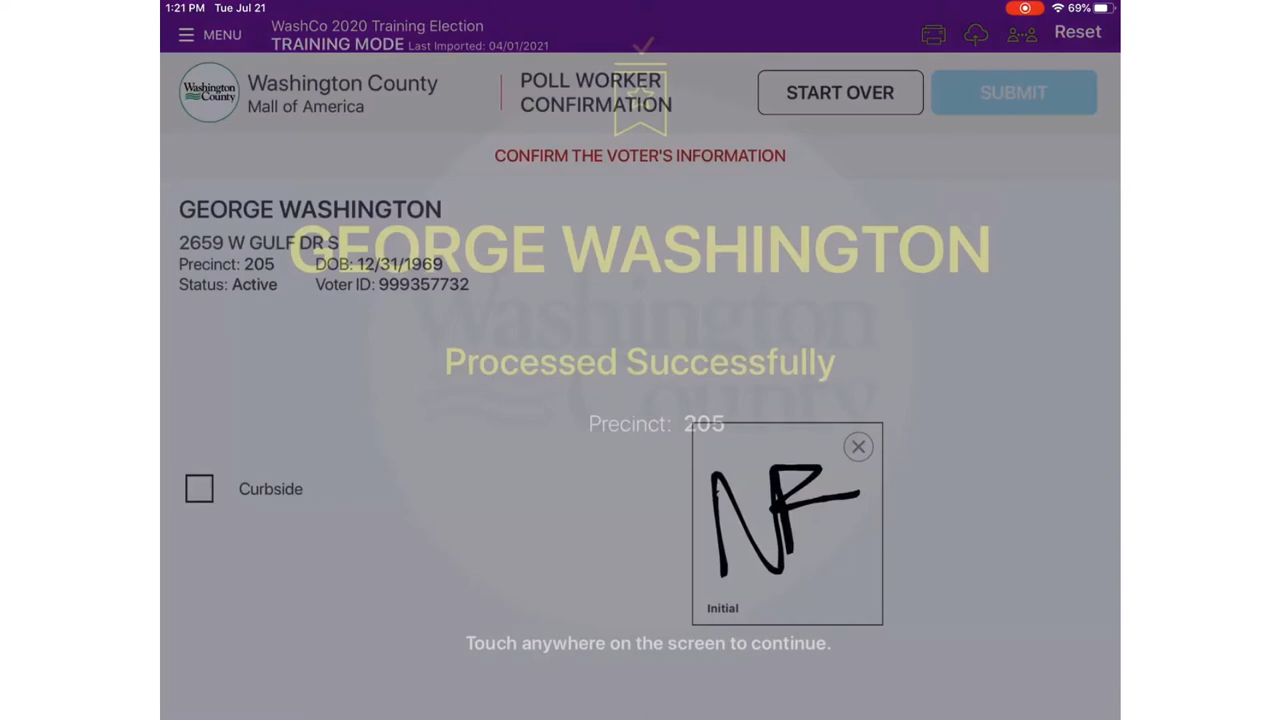 1:21 PM Tue Jul 21
69%
MENU
WashCo 2020 Training Election
TRAINING MODE Last Imported: 04/01/2021
Reset
Washington County
Washington County
Mall of America
POLL WORKER
CONFIRMATION
START OVER
SUBMIT
CONFIRM THE VOTER'S INFORMATION
GEORGE WASHINGTON
2659 W GULF DR S
Precinct: 205 DOB: 12/31/1969
Status: Active Voter ID: 999357732
GEORGE WASHINGTON
Washington
County
Processed Successfully
Precinct: 205
Curbside
NF
Initial
Touch anywhere on the screen to continue.